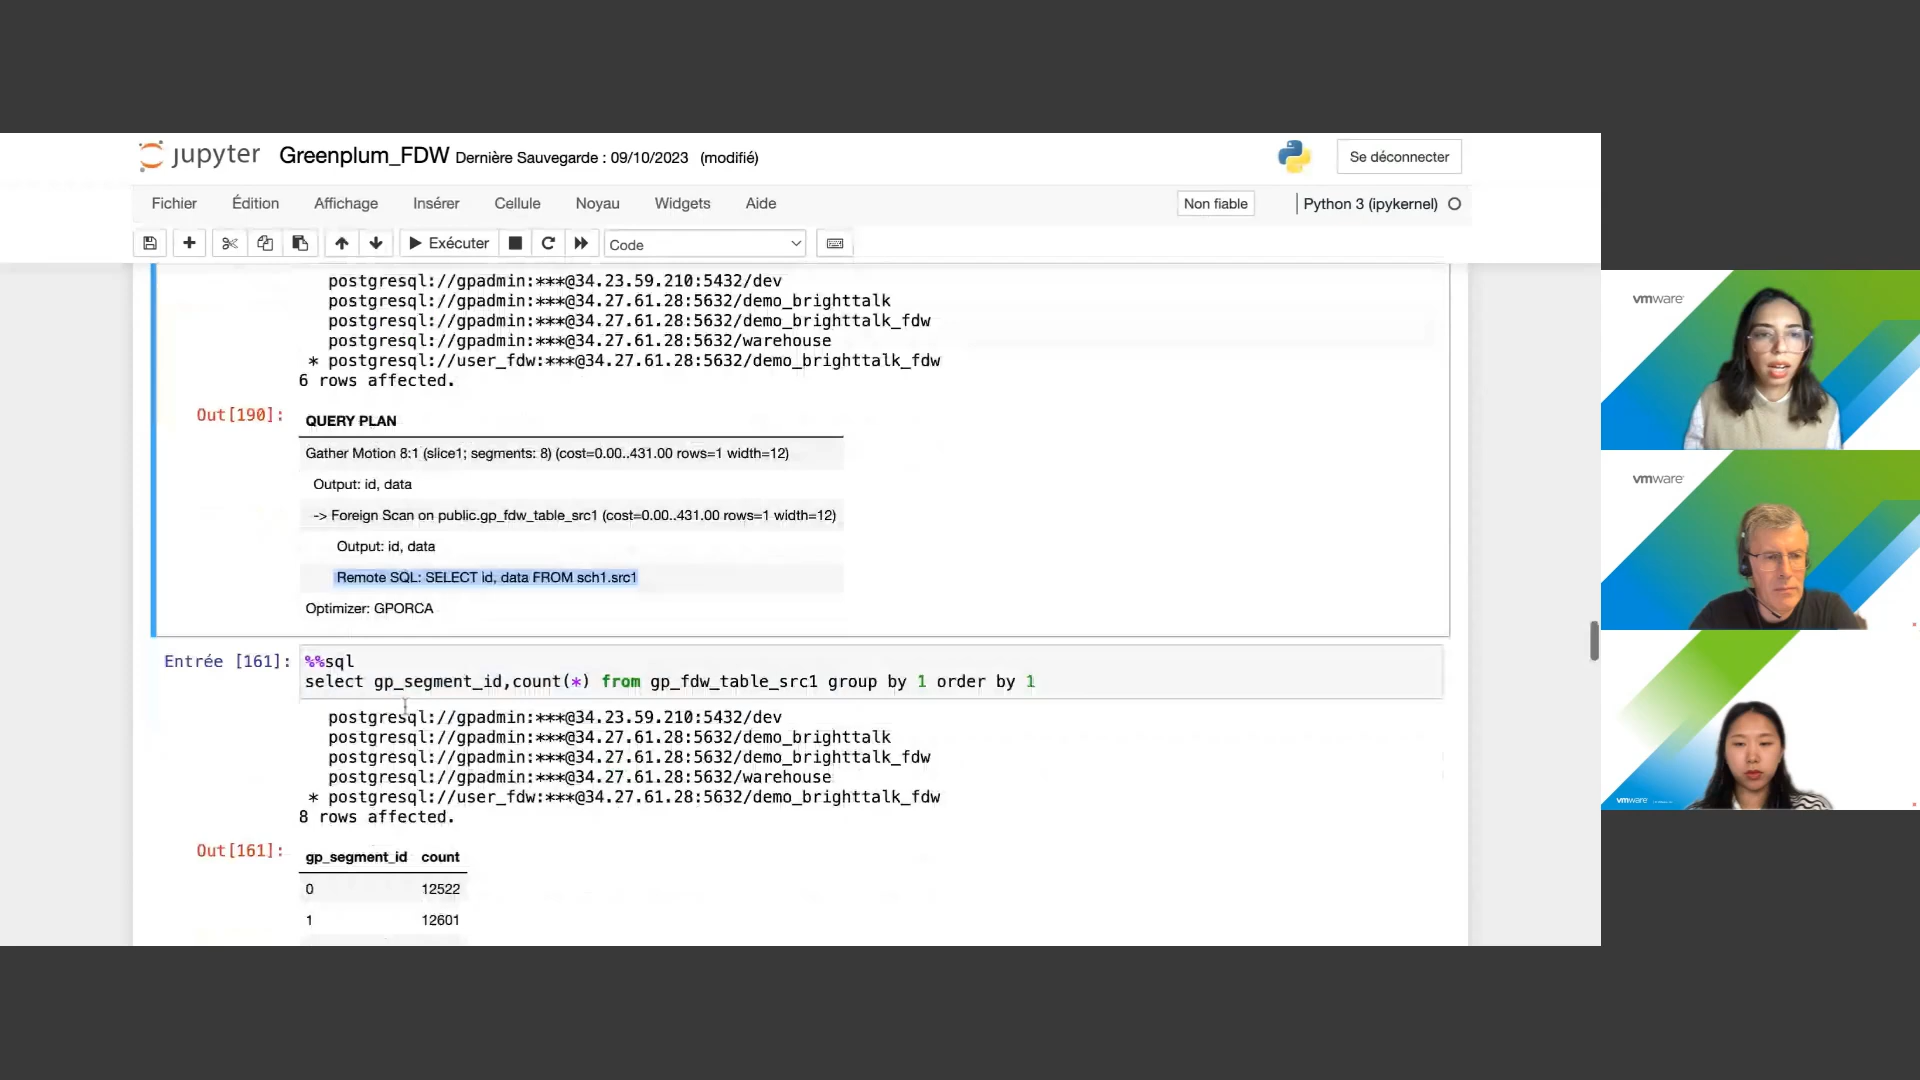 jupyter Greenplum_FDW Dernière Sauvegarde : 09/10/2023 (modifié)
Se déconnecter
Fichier Édition Affichage Insérer Cellule Noyau Widgets Aide
Non fiable
Python 3 (ipykernel)
Exécuter
Code
postgresql://gpadmin:***@34.23.59.210:5432/dev
postgresql://gpadmin:***@34.27.61.28:5632/demo_brighttalk
postgresql://gpadmin:***@34.27.61.28:5632/demo_brighttalk_fdw
postgresql://gpadmin:***@34.27.61.28:5632/warehouse
* postgresql://user_fdw:***@34.27.61.28:5632/demo_brighttalk_fdw
6 rows affected.
Out[190]:
QUERY PLAN
Gather Motion 8:1 (slice1; segments: 8) (cost=0.00..431.00 rows=1 width=12)
Output: id, data
-> Foreign Scan on public.gp_fdw_table_src1 (cost=0.00..431.00 rows=1 width=12)
Output: id, data
Remote SQL: SELECT id, data FROM sch1.src1
Optimizer: GPORCA
Entrée [161]: %%sql
select gp_segment_id,count(*) from gp_fdw_table_src1 group by 1 order by 1
postgresql://gpadmin:***@34.23.59.210:5432/dev
postgresql://gpadmin:***@34.27.61.28:5632/demo_brighttalk
postgresql://gpadmin:***@34.27.61.28:5632/demo_brighttalk_fdw
postgresql://gpadmin:***@34.27.61.28:5632/warehouse
* postgresql://user_fdw:***@34.27.61.28:5632/demo_brighttalk_fdw
8 rows affected.
Out[161]:
gp_segment_id count
0 12522
1 12601
vmware
vmware
vmware